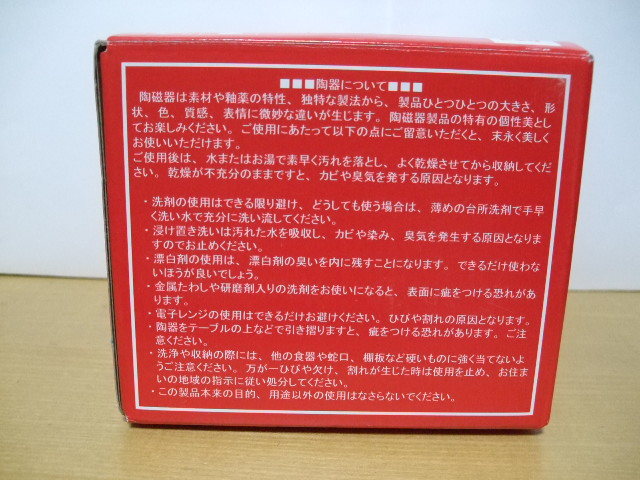 ■■■陶器について■■■
陶磁器は素材や釉薬の特性、独特な製法から、製品ひとつひとつの大きさ、形
状、色、質感、表情に微妙な違いが生じます。陶磁器製品の特有の個性美とし
てお楽しみください。ご使用にあたって以下の点にご留意いただくと、末永く美しく
お使いいただけます。
ご使用後は、水またはお湯で素早く汚れを落とし、よく乾燥させてから収納してくだ
さい。乾燥が不充分のままですと、カビや臭気を発する原因となります。
・洗剤の使用はできる限り避け、どうしても使う場合は、薄めの台所洗剤で手早
く洗い水で充分に洗い流してください。
・浸け置き洗いは汚れた水を吸収し、カビや染み、臭気を発生する原因となりま
すのでお止めください。
・漂白剤の使用は、漂白剤の臭いを内に残すことになります。できるだけ使わな
いほうが良いでしょう。
・金属たわしや研磨剤入りの洗剤をお使いになると、表面に疵をつける恐れがあ
ります。
・電子レンジの使用はできるだけお避けください。ひびや割れの原因となります。
・陶器をテーブルの上などで引き摺りますと、疵をつける恐れがあります。ご注
意ください。
・洗浄や収納の際には、他の食器や蛇口、棚板など硬いものに強く当てないよ
うご注意ください。万が一ひびや欠け、割れが生じた時は使用を止め、お住ま
いの地域の指示に従い処分してください。
・この製品本来の目的、用途以外の使用はなさらないでください。